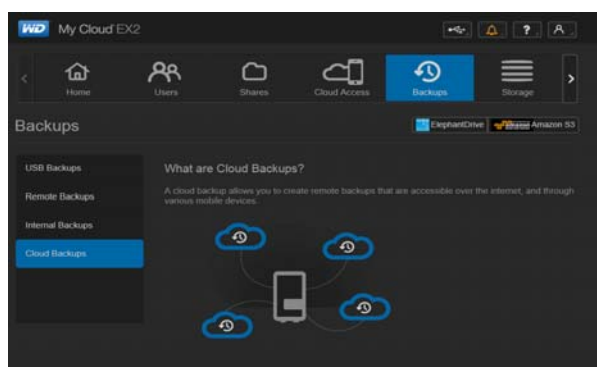 WD My Cloud EX2
?
Home Users Shares Cloud Access Backups Storage
Backups
ElephantDrive Amazon S3
USB Backups
Remote Backups
Internal Backups
Cloud Backups
What are Cloud Backups?
A cloud backup allows you to create remote backups that are accessible over the internet, and through
various mobile devices.